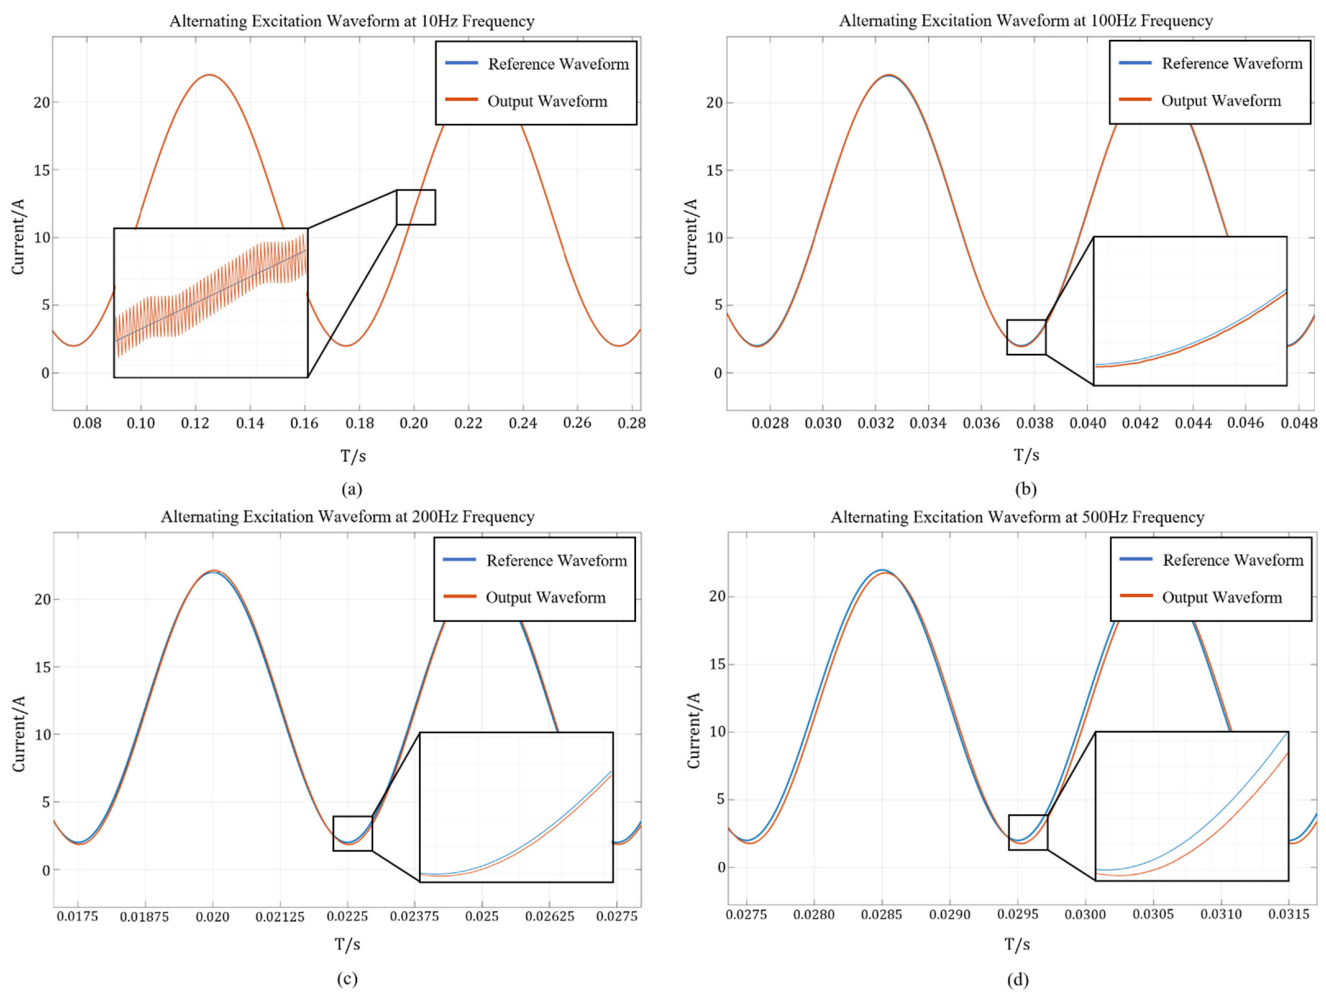 Alternating Excitation Waveform at 10Hz Frequency
Reference Waveform
Output Waveform
20
15
10
5
0
Current/A
0.08 0.10 0.12 0.14 0.16 0.18 0.20 0.22 0.24 0.26 0.28
T/s
(a)
Alternating Excitation Waveform at 100Hz Frequency
Reference Waveform
Output Waveform
20
15
10
5
0
Current/A
0.028 0.030 0.032 0.034 0.036 0.038 0.040 0.042 0.044 0.046 0.048
T/s
(b)
Alternating Excitation Waveform at 200Hz Frequency
Reference Waveform
Output Waveform
20
15
10
5
0
Current/A
0.0175 0.01875 0.020 0.02125 0.0225 0.02375 0.025 0.02625 0.0275
T/s
(c)
Alternating Excitation Waveform at 500Hz Frequency
Reference Waveform
Output Waveform
20
15
10
5
0
Current/A
0.0275 0.0280 0.0285 0.0290 0.0295 0.0300 0.0305 0.0310 0.0315
T/s
(d)